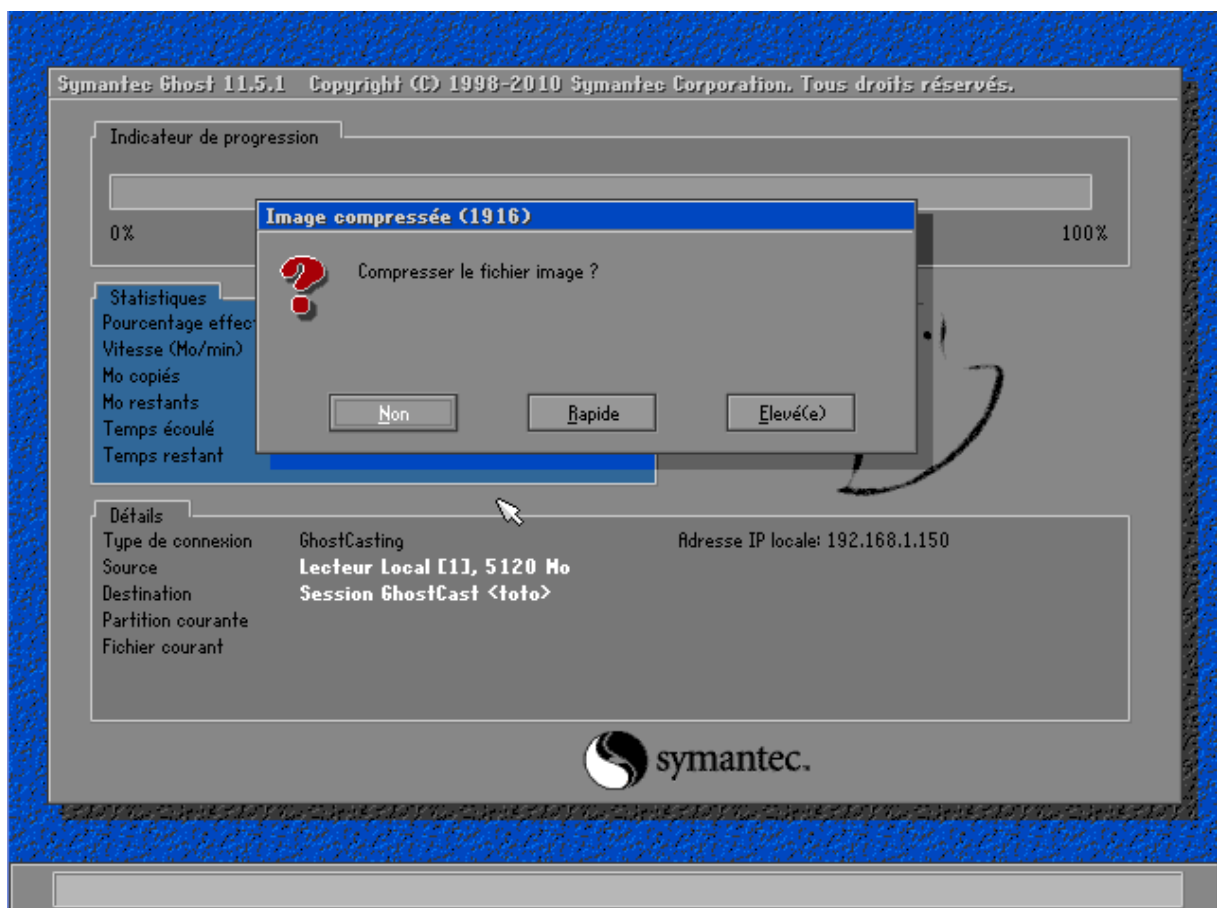 Symantec Ghost 11.5.1 Copyright (C) 1998-2010 Symantec Corporation. Tous droits réservés.
Indicateur de progression
0%
100%
Image compressée (1916)
Compresser le fichier image ?
Non
Rapide
Elevé(e)
Statistiques
Pourcentage
Vitesse (Mo/min)
Mo copiés
Mo restants
Temps écoulé
Temps restant
Détails
Type de connexion GhostCasting Adresse IP locale: 192.168.1.150
Source Lecteur Local [1], 5120 Mo
Destination Session GhostCast <toto>
Partition courante
Fichier courant
symantec.